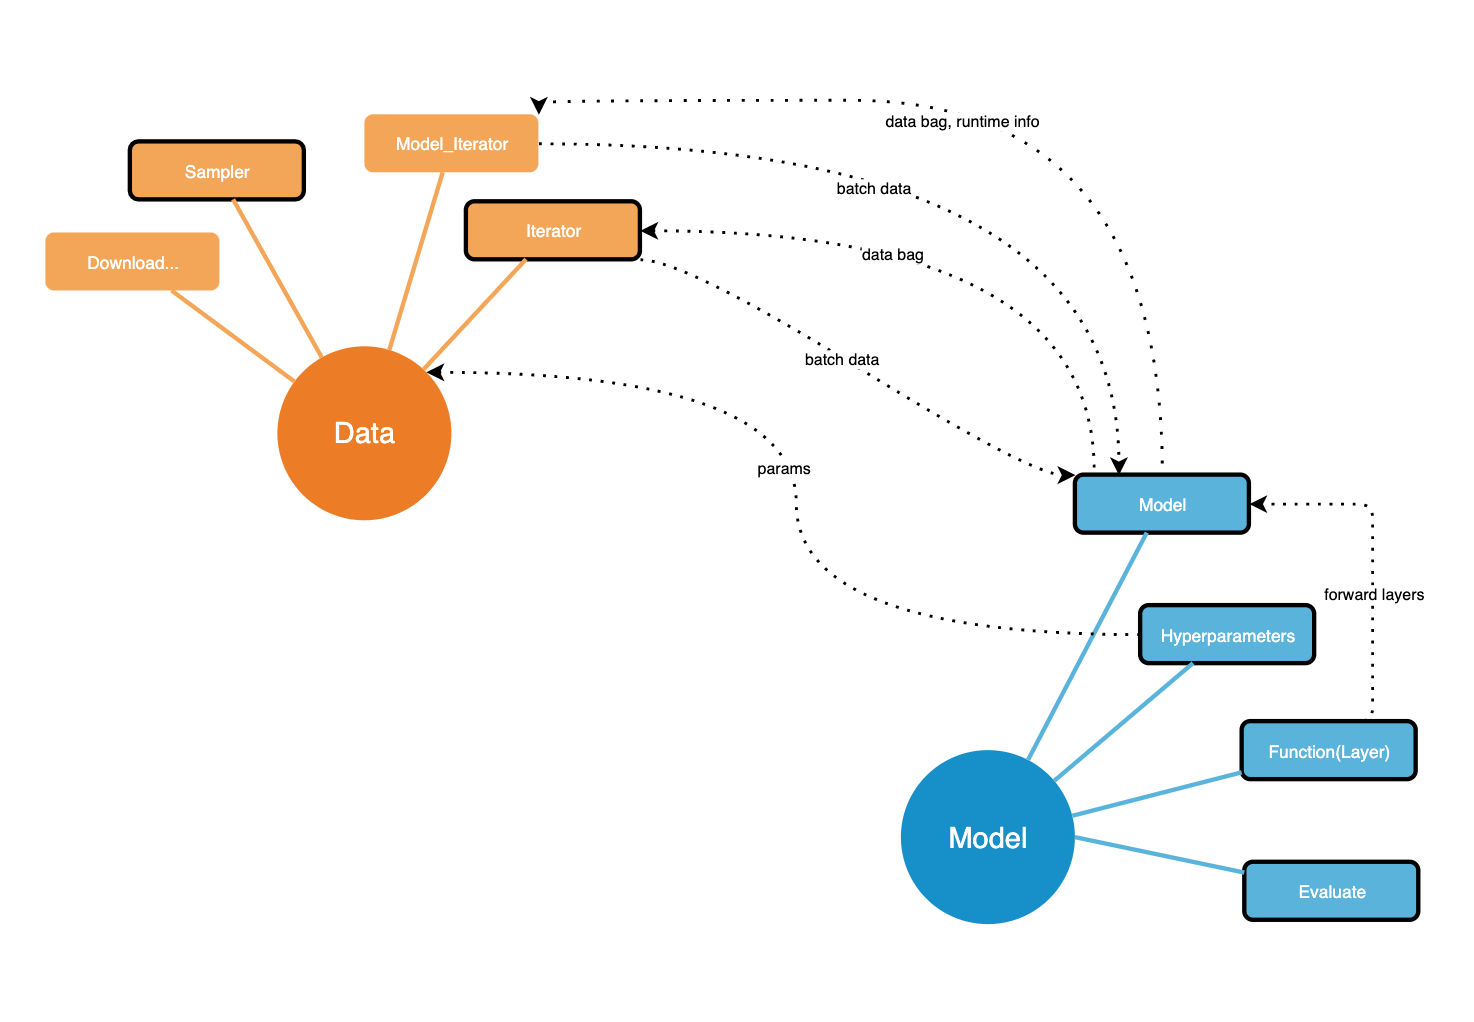 data bag, runtime info
Model_Iterator
Sampler
batch data
Iterator
data bag
Download...
batch data
Data
params
Model
forward layers
Hyperparameters
Function(Layer)
Model
Evaluate